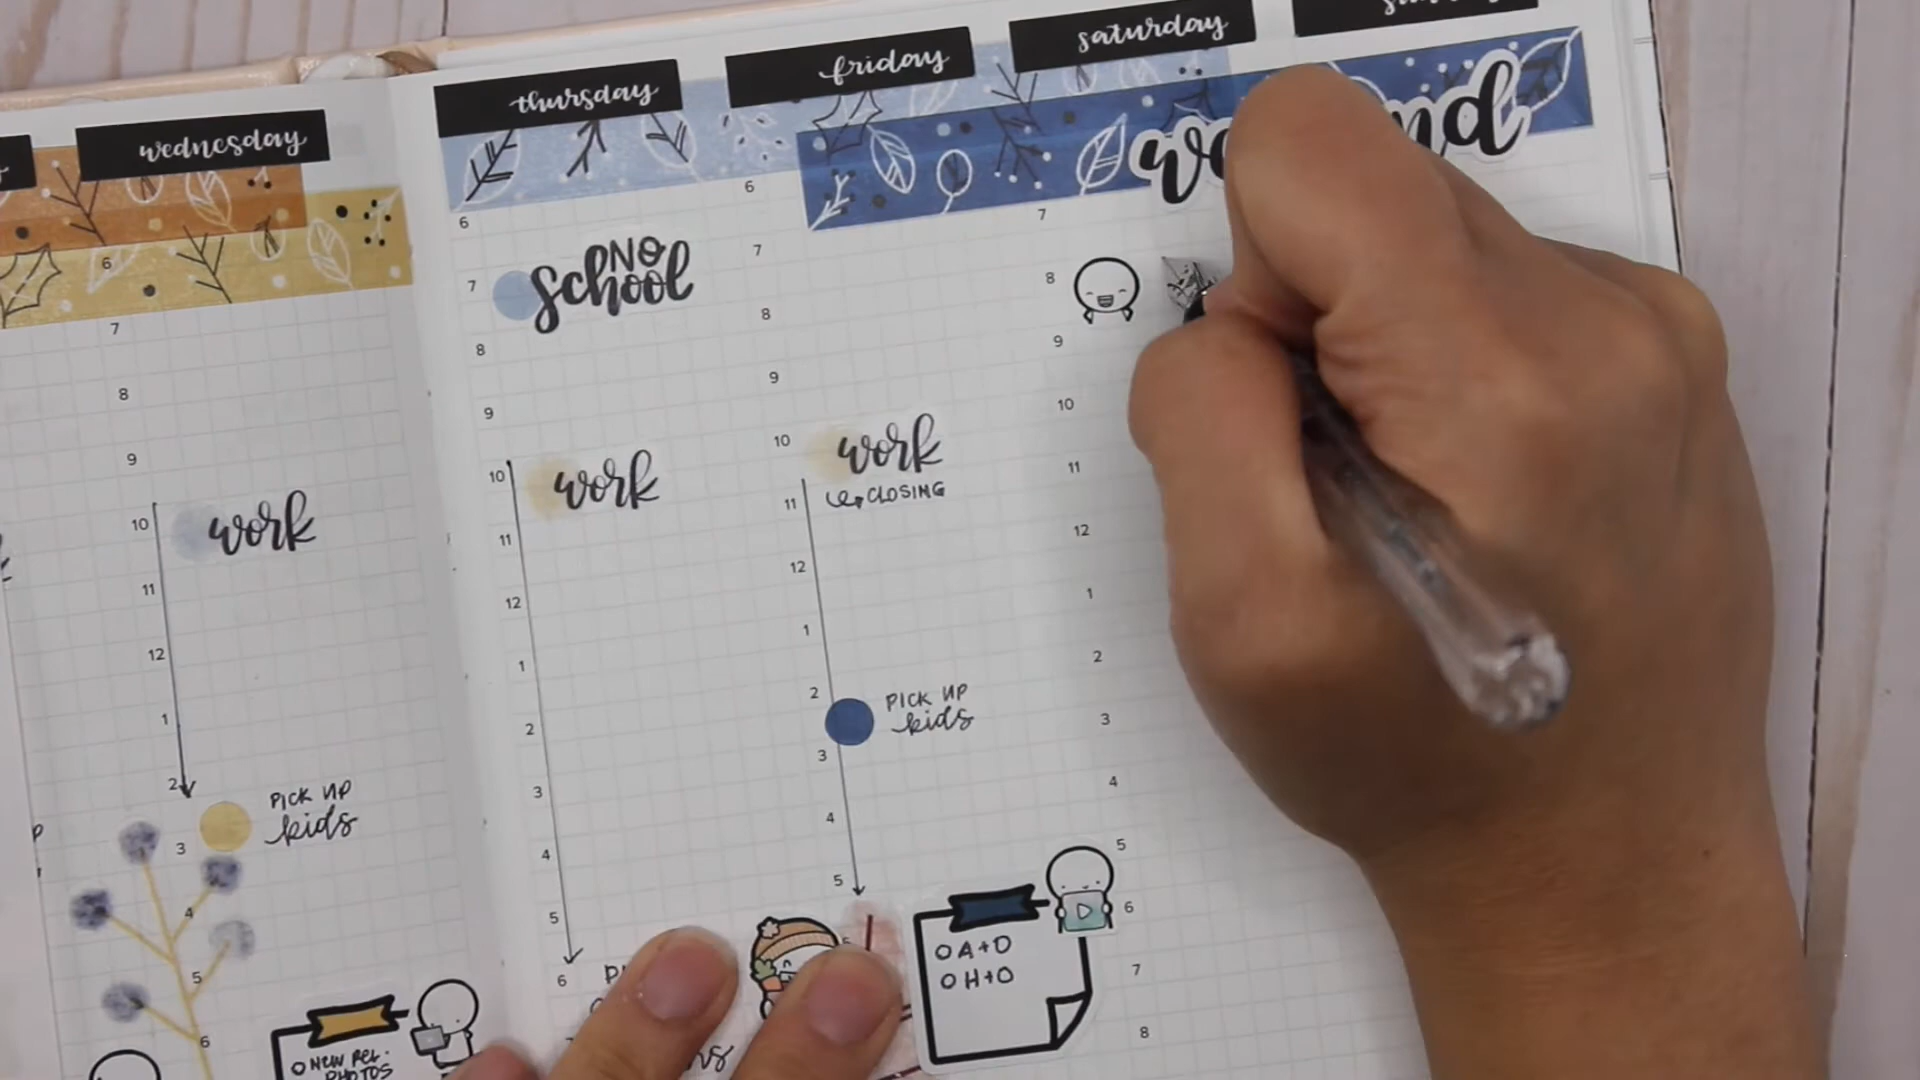 wednesday
thursday
friday
saturday
6
7
8
9
10
work
11
12
1
2
PICK UP
kids
3
4
5
6
NEW REL.
PHOTOS
6
7
NO
school
8
9
10
work
11
12
1
2
3
4
5
6
6
7
8
9
10
work
CLOSING
11
12
1
2
PICK UP
kids
3
4
5
A+D
H+D
7
8
9
10
11
12
1
2
3
4
5
6
7
8